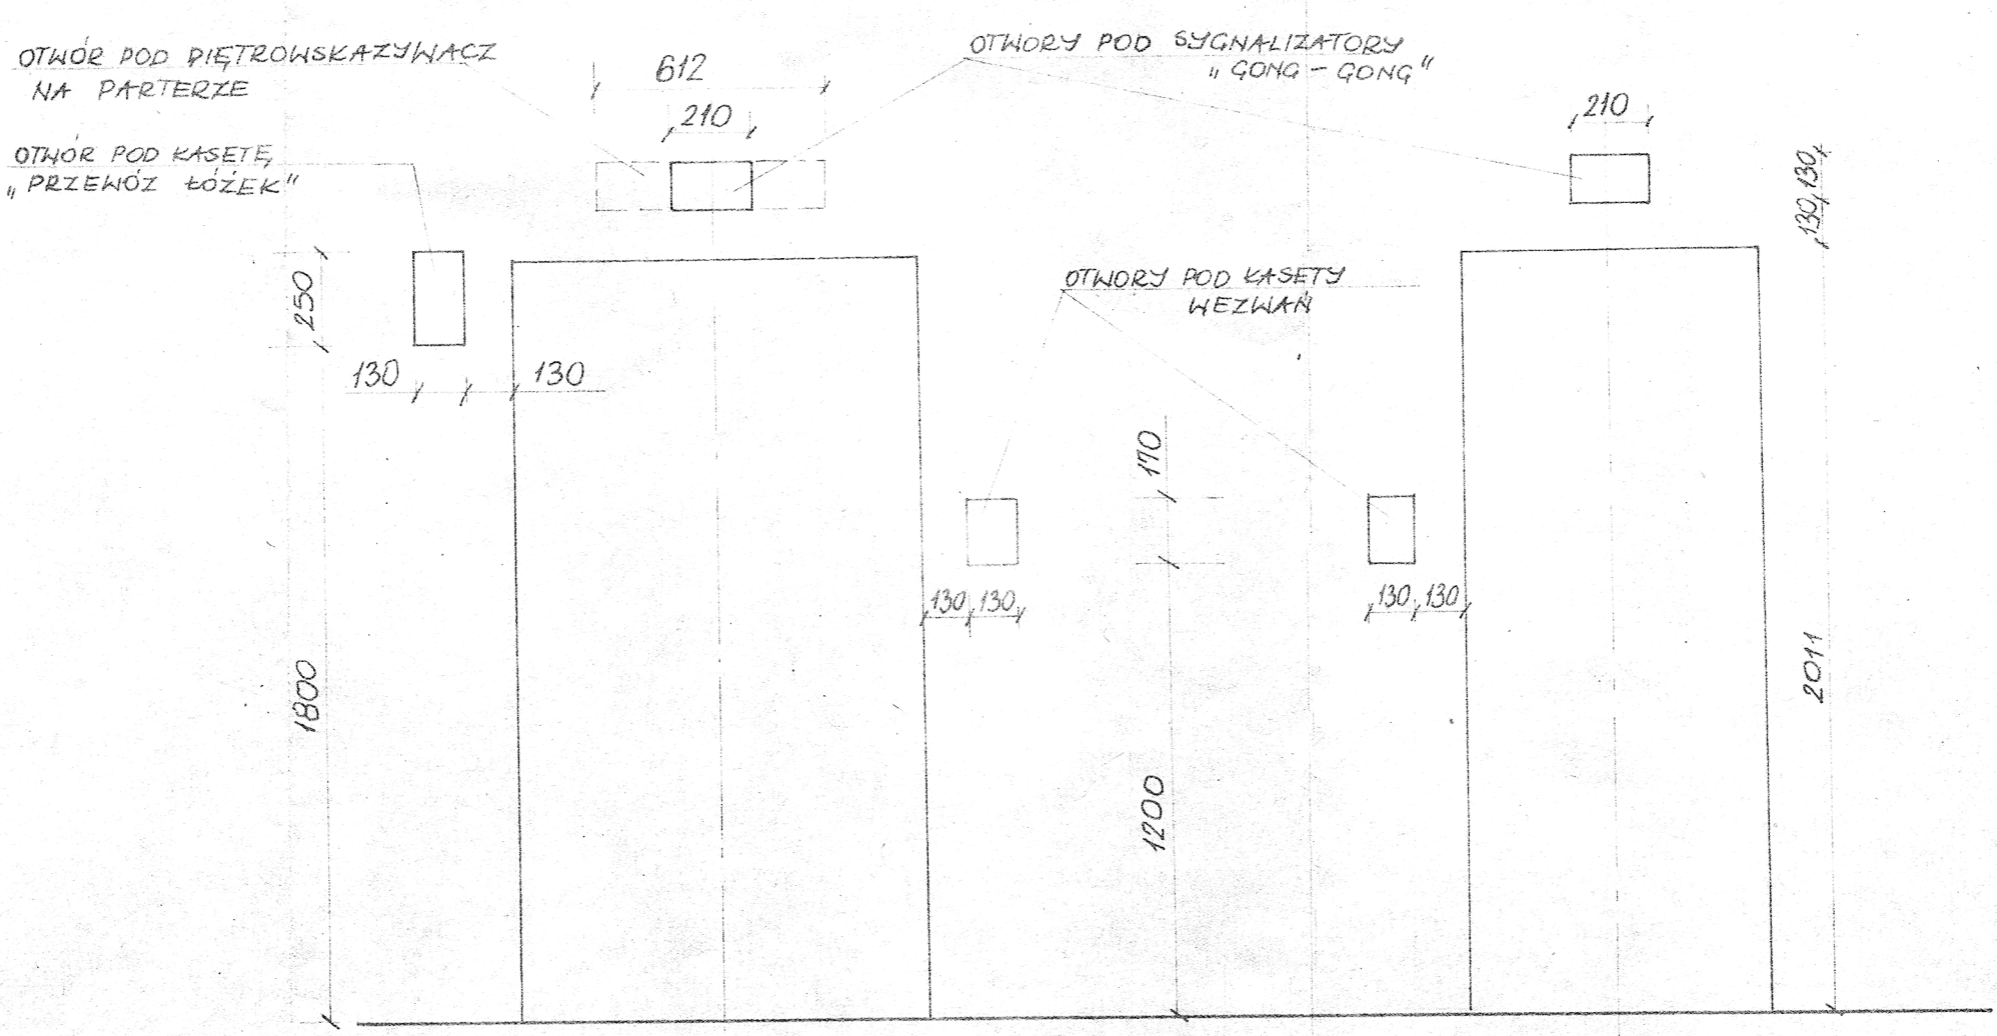 OTWÓR POD PIĘTROWSKAZYWACZ
NA PARTERZE
OTWORY POD SYGNALIZATORY
„GONG - GONG"
612
210
210
OTWÓR POD KASETĘ
„PRZEWÓZ ŁÓŻEK"
130 130
250
130 130
OTWORY POD KASETY
WEZWAŃ
170
130 130
130 130
1800
1200
2011